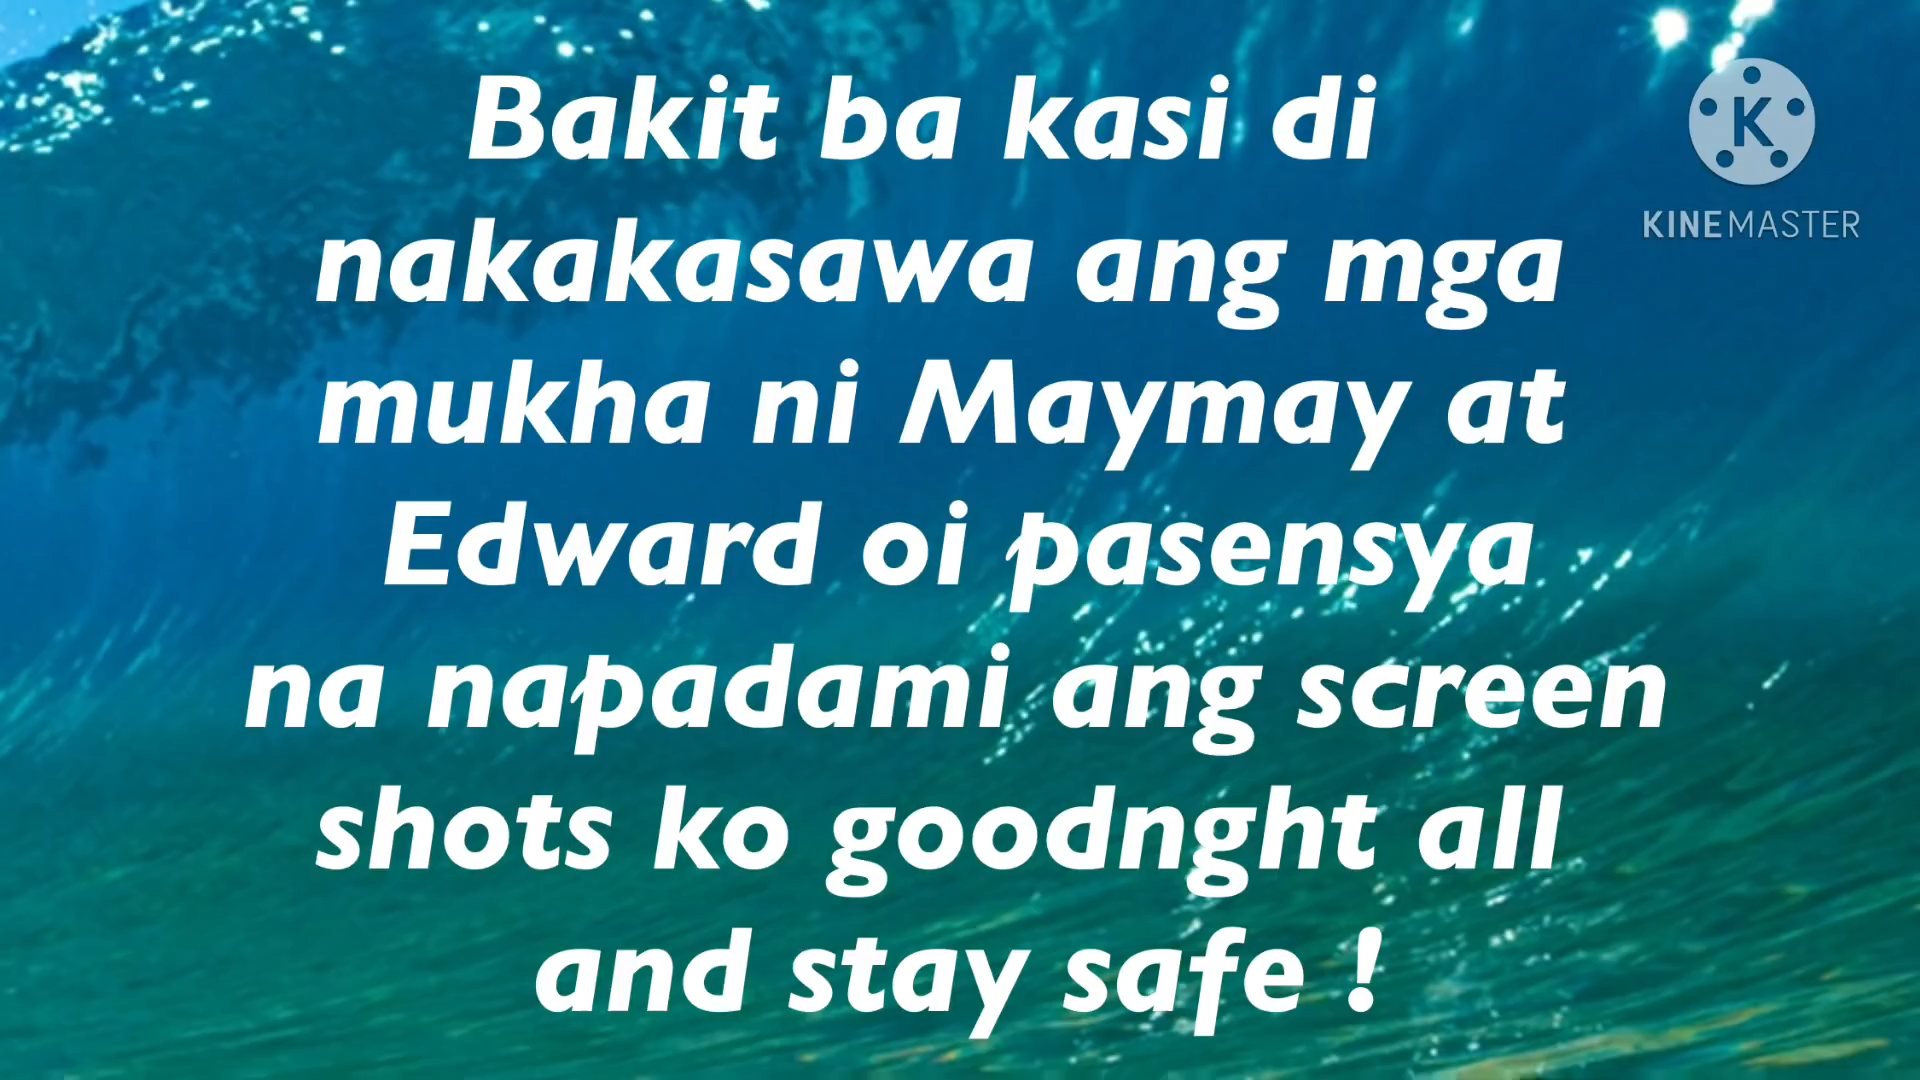 Bakit ba kasi di
nakakasawa ang mga
mukha ni Maymay at
Edward oi pasensya
na napadami ang screen
shots ko goodnght all
and stay safe !
K
KINEMASTER